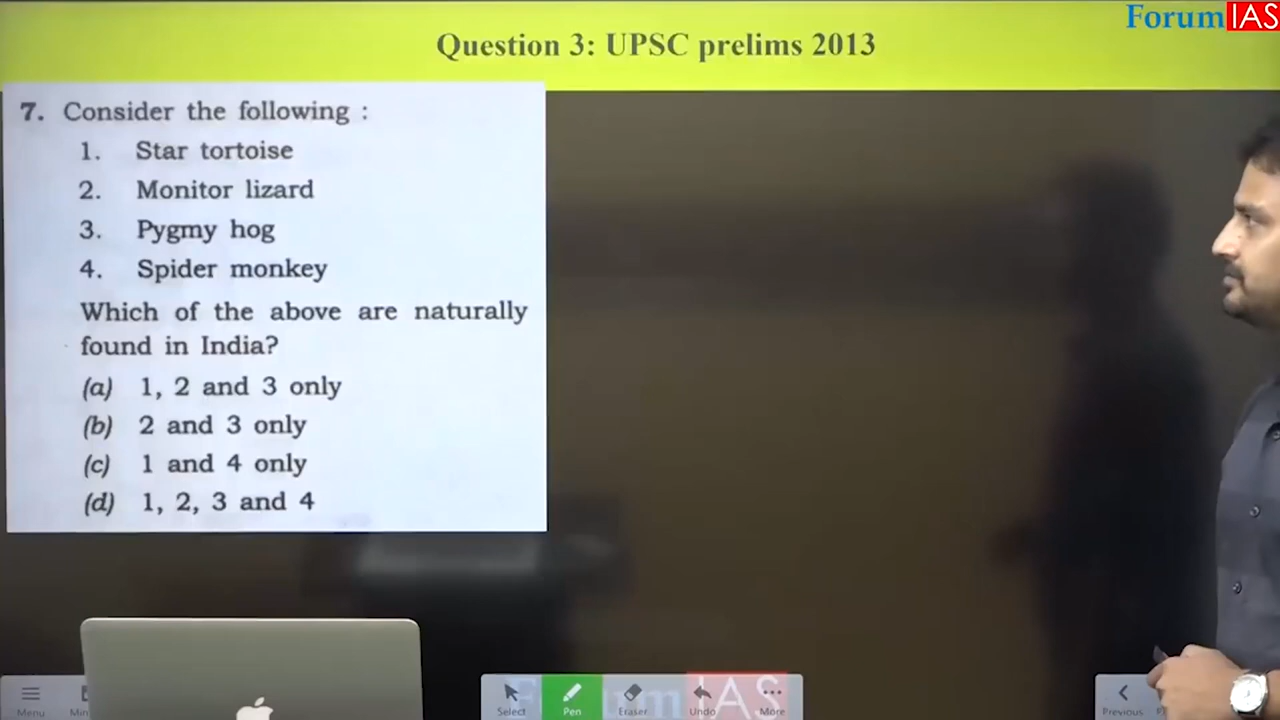 ForumIAS
Question 3: UPSC prelims 2013
7. Consider the following :
1. Star tortoise
2. Monitor lizard
3. Pygmy hog
4. Spider monkey
Which of the above are naturally
found in India?
(a) 1, 2 and 3 only
(b) 2 and 3 only
(c) 1 and 4 only
(d) 1, 2, 3 and 4
Menu
Select Pen Eraser Undo More
Previous